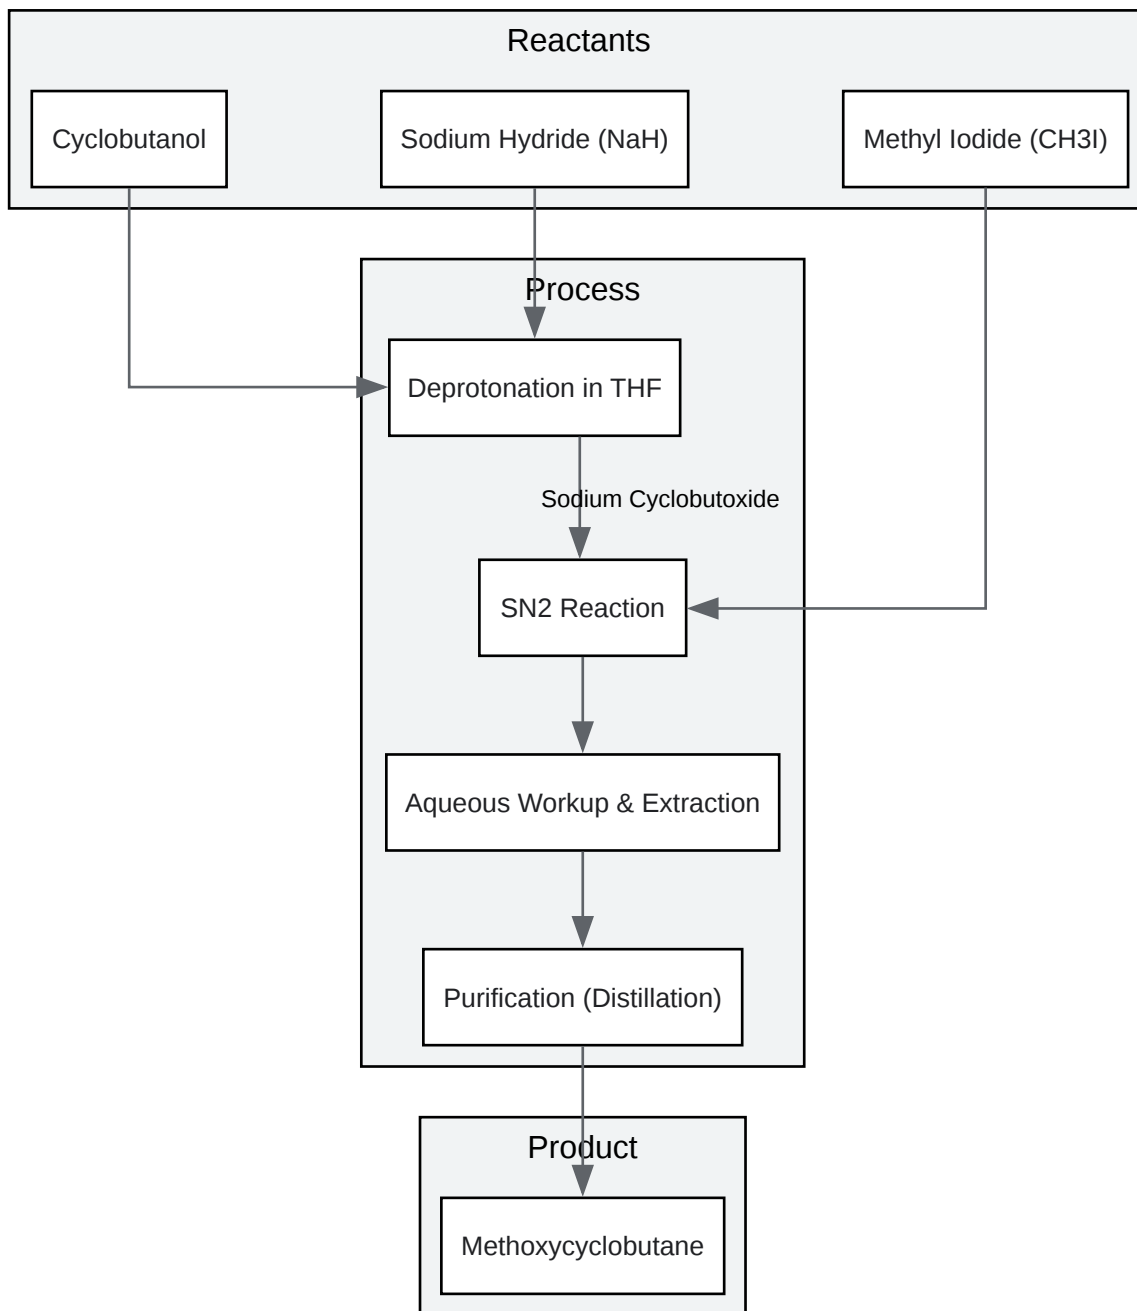 Reactants
Cyclobutanol
Sodium Hydride (NaH)
Methyl Iodide (CH3I)
Process
Deprotonation in THF
Sodium Cyclobutoxide
SN2 Reaction
Aqueous Workup & Extraction
Purification (Distillation)
Product
Methoxycyclobutane